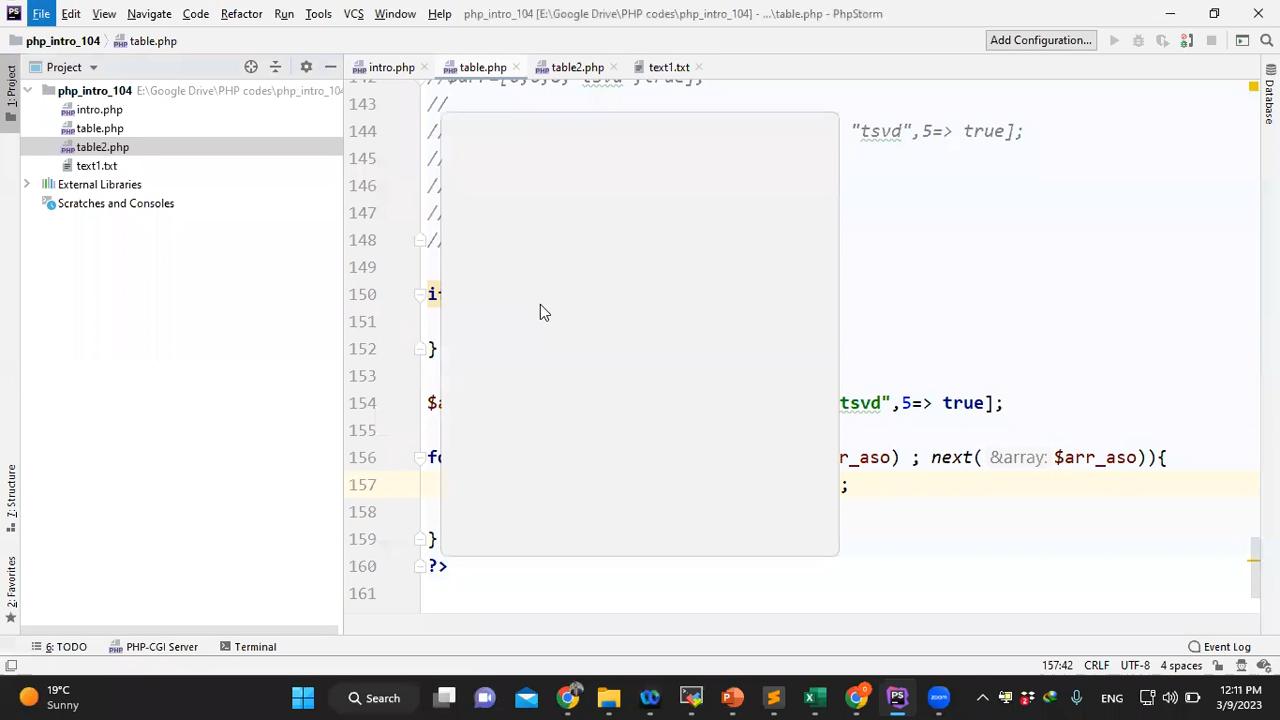 File Edit View Navigate Code Refactor Run Tools VCS Window Help php_intro_104 [E:\Google Drive\PHP codes\php_intro_104] - ...\table.php - PhpStorm
php_intro_104 table.php Add Configuration...
1: Project
Project
intro.php table.php table2.php text1.txt
Database
php_intro_104 E:\Google Drive\PHP codes\php_intro_104
intro.php
table.php
table2.php
text1.txt
External Libraries
Scratches and Consoles
143 //
144 "tsvd",5=> true];
145
146
147
148
149
150
151
152 }
153
154 tsvd",5=> true];
155
156 r_aso) ; next( &array: $arr_aso)){
157 ;
158
159 }
160 ?>
161
7: Structure
2: Favorites
6: TODO PHP-CGI Server Terminal Event Log
157:42 CRLF UTF-8 4 spaces
19°C
Sunny
Search
ENG
12:11 PM
3/9/2023